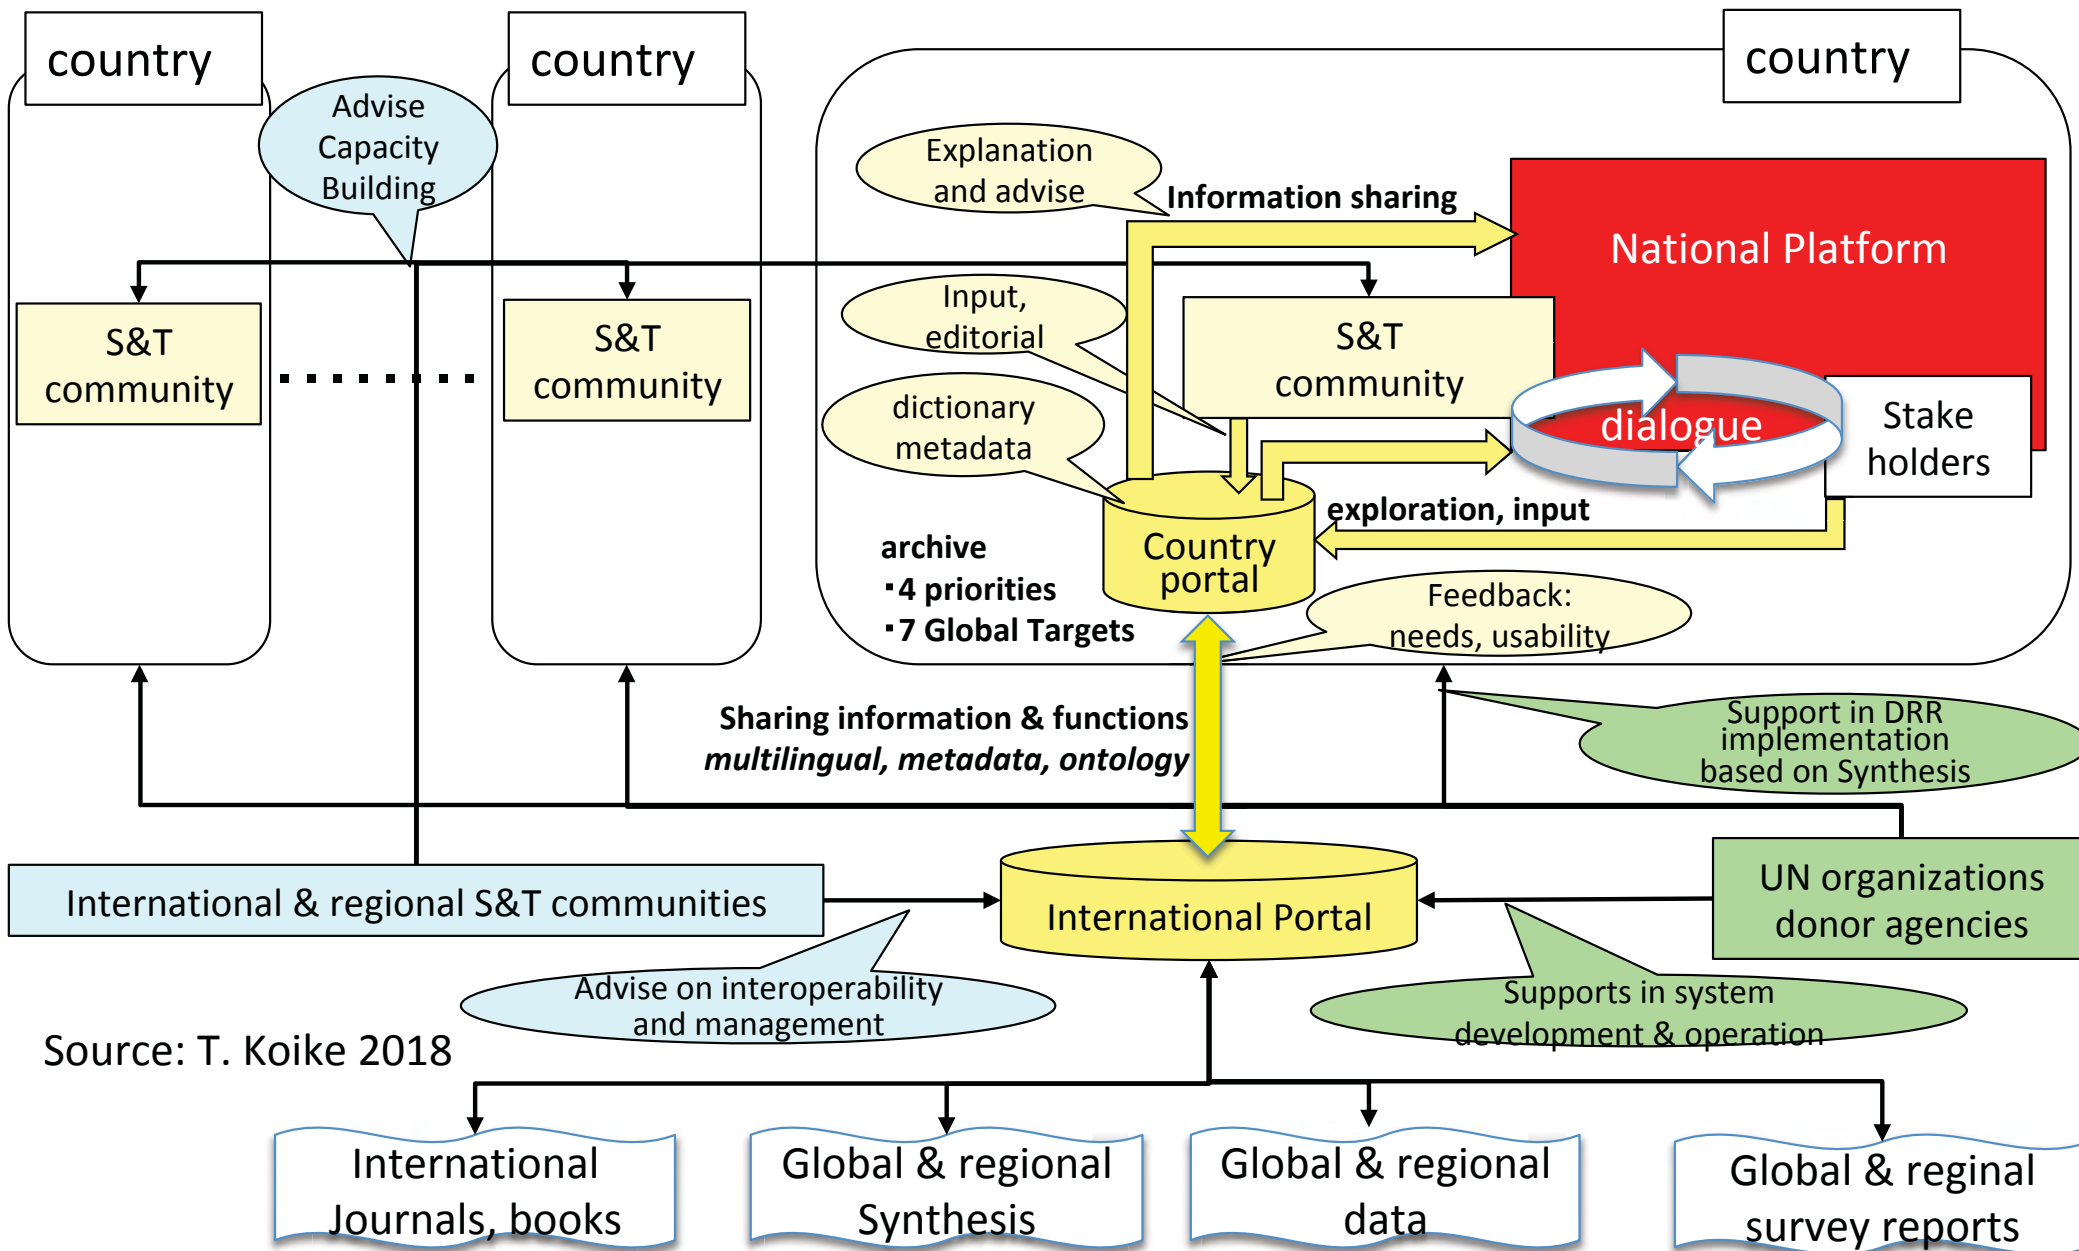 country
country
country
Advise
Capacity
Building
Explanation
and advise
Information sharing
National Platform
Input,
editorial
S&T
community
S&T
community
S&T
community
dictionary
metadata
dialogue
Stake
holders
exploration, input
archive
▪4 priorities
▪7 Global Targets
Country
portal
Feedback:
needs, usability
Sharing information & functions
multilingual, metadata, ontology
Support in DRR
implementation
based on Synthesis
International & regional S&T communities
International Portal
UN organizations
donor agencies
Advise on interoperability
and management
Supports in system
development & operation
Source: T. Koike 2018
International
Journals, books
Global & regional
Synthesis
Global & regional
data
Global & reginal
survey reports